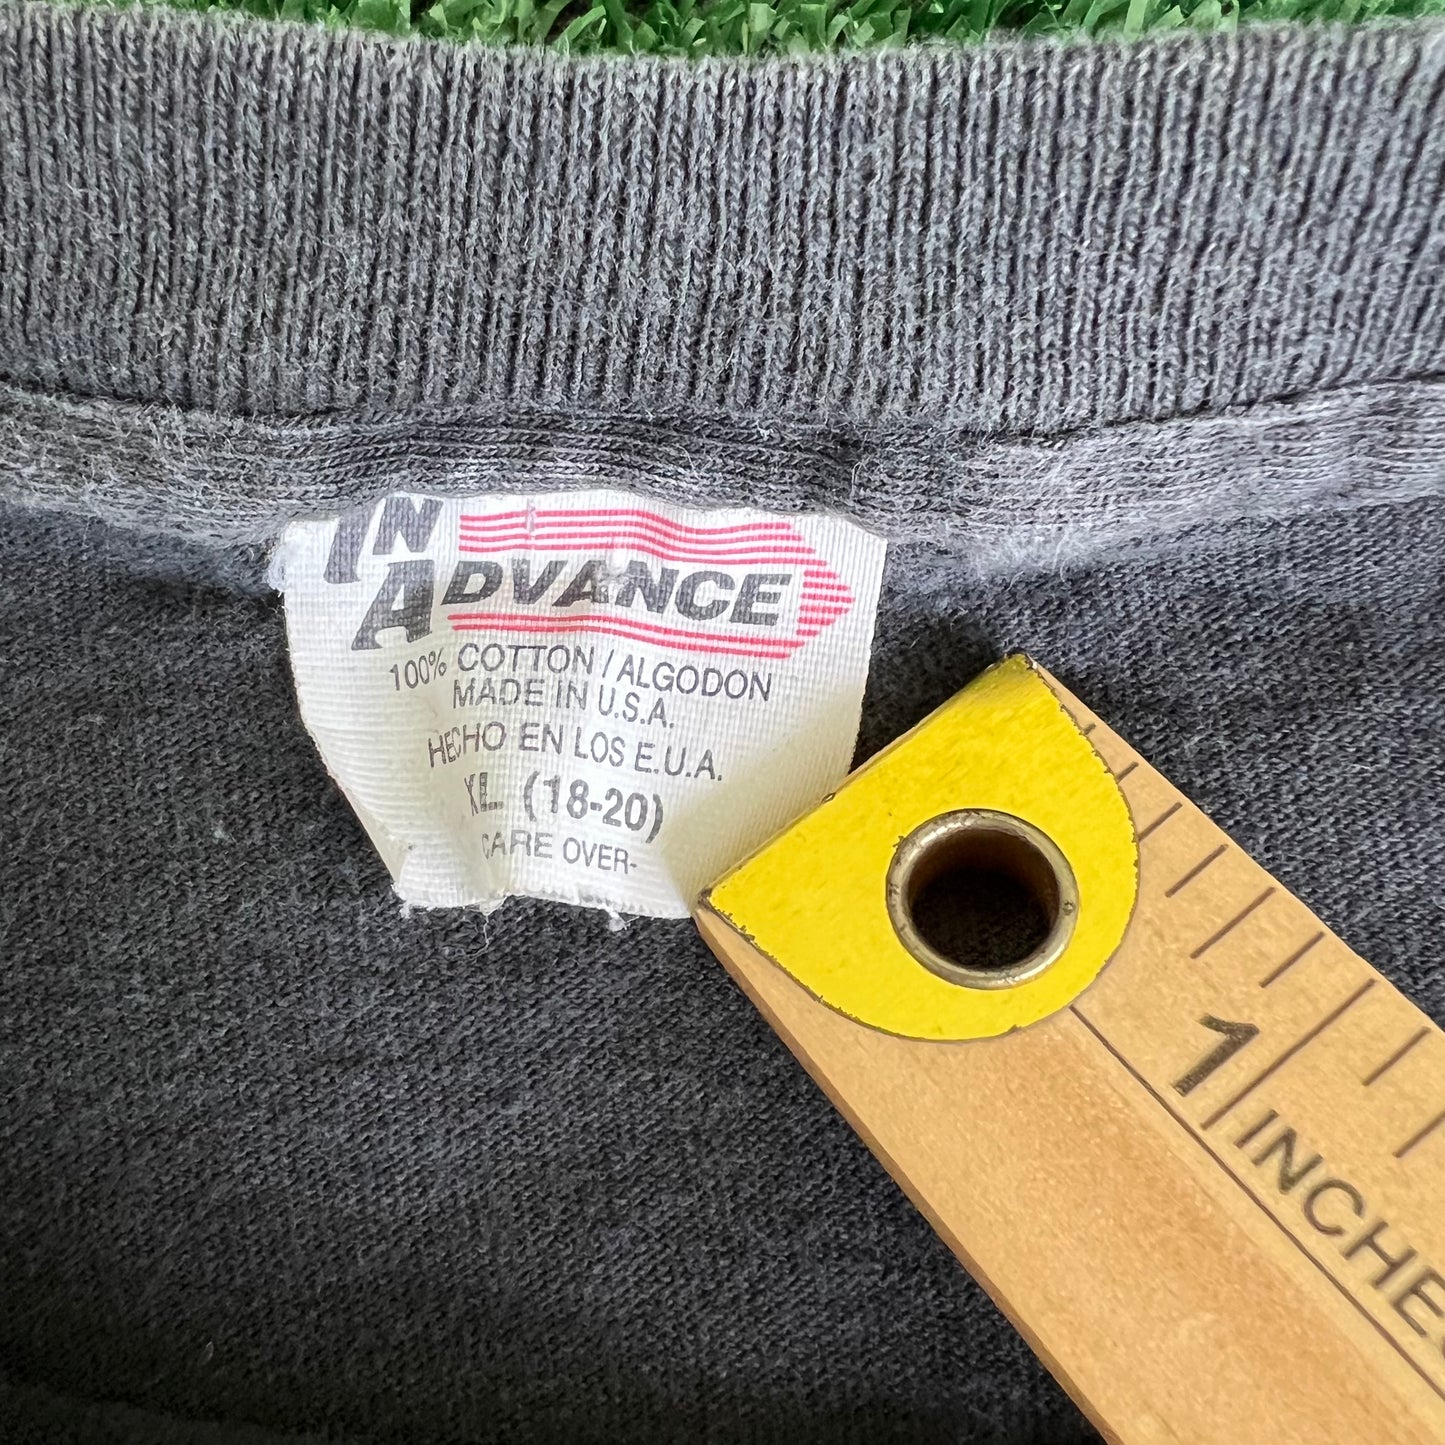 IN
ADVANCE
100% COTTON / ALGODON
MADE IN U.S.A.
HECHO EN LOS E.U.A.
XL (18-20)
CARE OVER-
1
INCHES